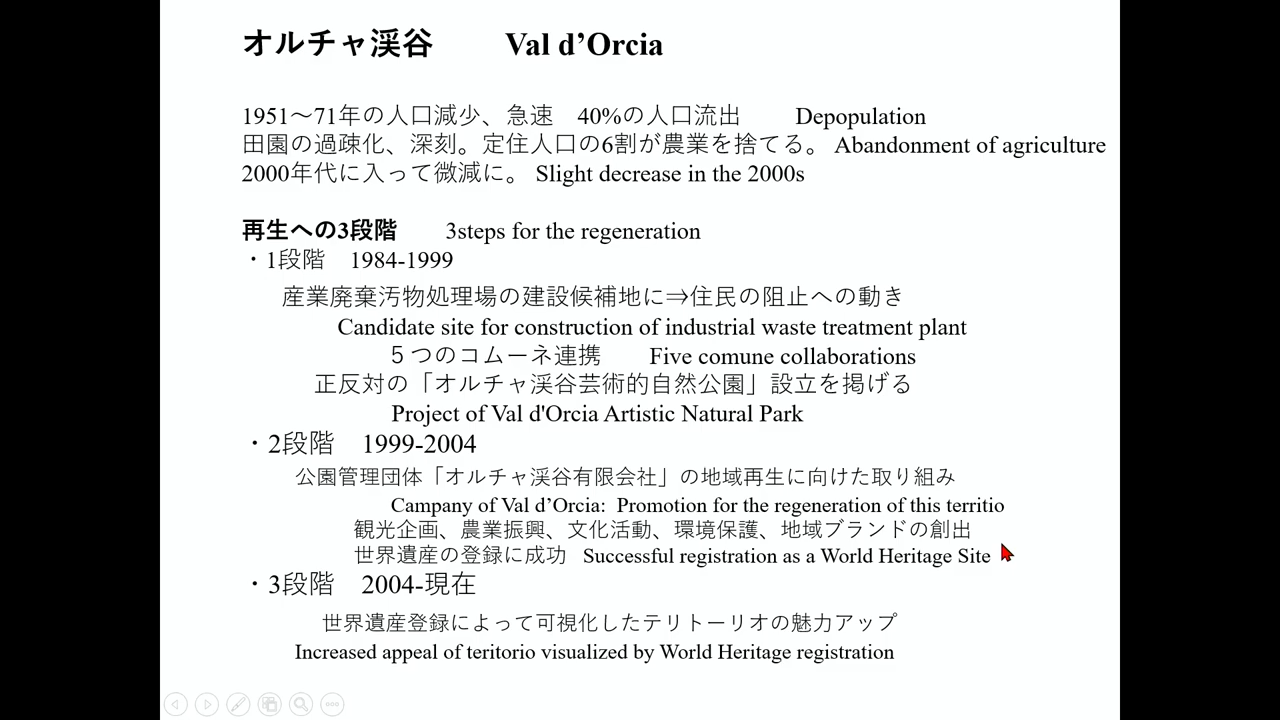 オルチャ渓谷　　Val d’Orcia
1951～71年の人口減少、急速　40%の人口流出　　Depopulation
田園の過疎化、深刻。定住人口の6割が農業を捨てる。 Abandonment of agriculture
2000年代に入って微減に。 Slight decrease in the 2000s
再生への3段階　　3steps for the regeneration
・1段階　1984-1999
産業廃棄汚物処理場の建設候補地に⇒住民の阻止への動き
Candidate site for construction of industrial waste treatment plant
５つのコムーネ連携　　Five comune collaborations
正反対の「オルチャ渓谷芸術的自然公園」設立を掲げる
Project of Val d'Orcia Artistic Natural Park
・2段階　1999-2004
公園管理団体「オルチャ渓谷有限会社」の地域再生に向けた取り組み
Campany of Val d’Orcia:  Promotion for the regeneration of this territio
観光企画、農業振興、文化活動、環境保護、地域ブランドの創出
世界遺産の登録に成功　Successful registration as a World Heritage Site
・3段階　2004-現在
世界遺産登録によって可視化したテリトーリオの魅力アップ
Increased appeal of teritorio visualized by World Heritage registration